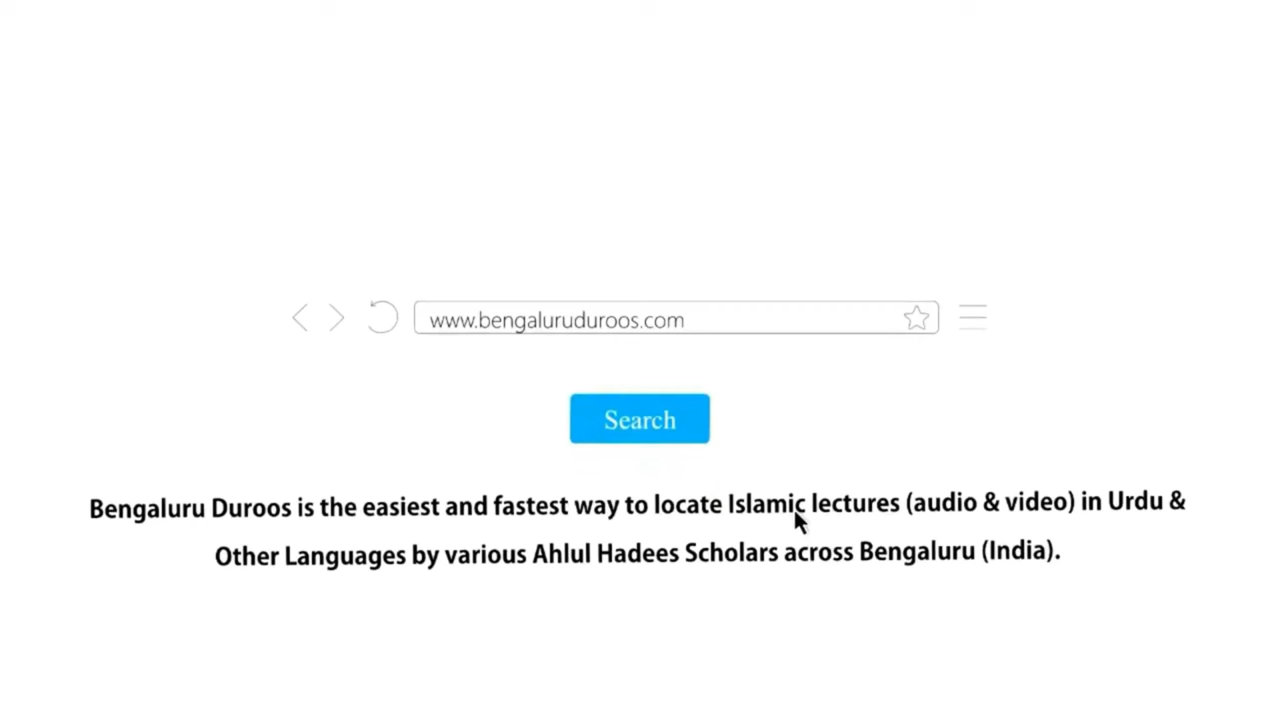 www.bengaluruduroos.com
Search
Bengaluru Duroos is the easiest and fastest way to locate Islamic lectures (audio & video) in Urdu &
Other Languages by various Ahlul Hadees Scholars across Bengaluru (India).